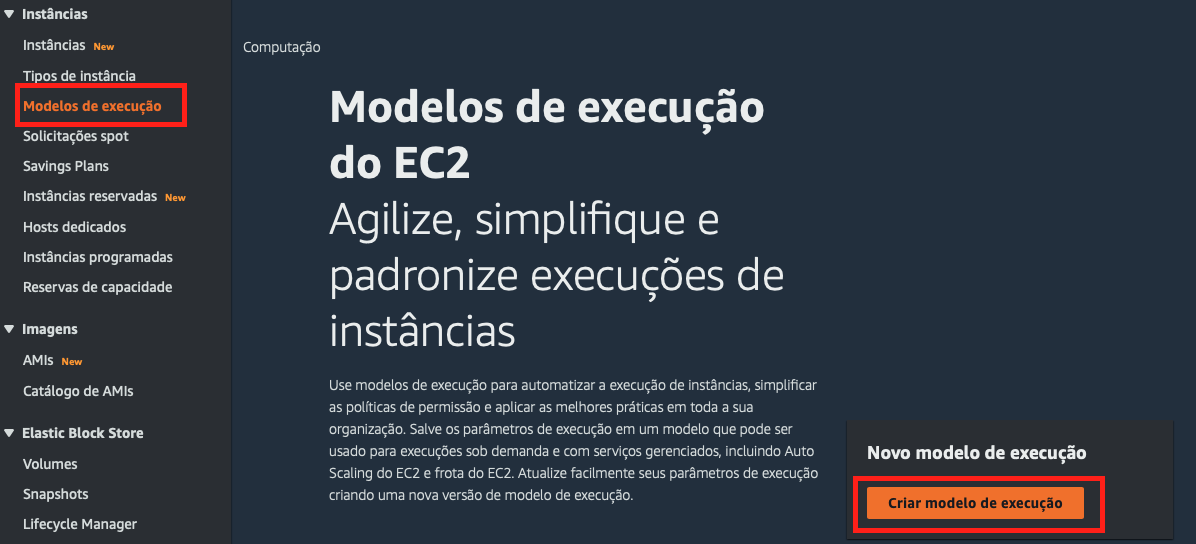 Instâncias
Instâncias New
Tipos de instância
Modelos de execução
Solicitações spot
Savings Plans
Instâncias reservadas New
Hosts dedicados
Instâncias programadas
Reservas de capacidade
Imagens
AMIs New
Catálogo de AMIs
Elastic Block Store
Volumes
Snapshots
Lifecycle Manager
Computação
Modelos de execução
do EC2
Agilize, simplifique e
padronize execuções de
instâncias
Use modelos de execução para automatizar a execução de instâncias, simplificar
as políticas de permissão e aplicar as melhores práticas em toda a sua
organização. Salve os parâmetros de execução em um modelo que pode ser
usado para execuções sob demanda e com serviços gerenciados, incluindo Auto
Scaling do EC2 e frota do EC2. Atualize facilmente seus parâmetros de execução
criando uma nova versão de modelo de execução.
Novo modelo de execução
Criar modelo de execução